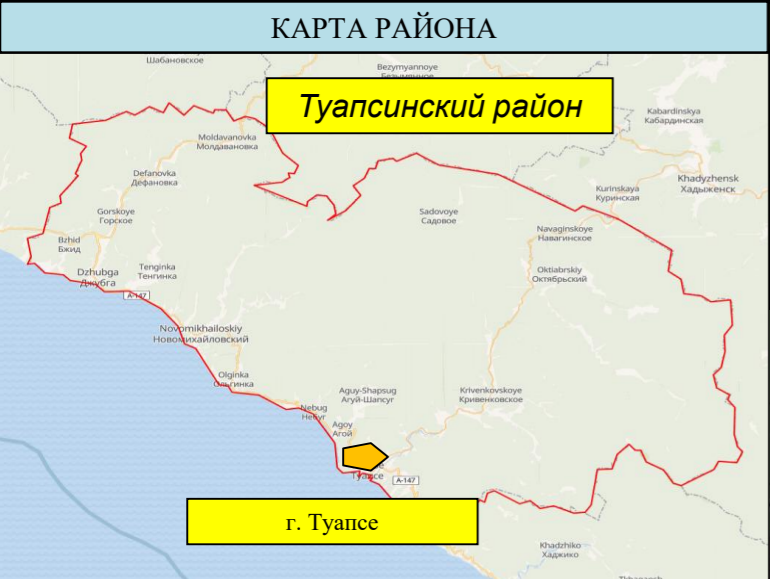 КАРТА РАЙОНА
Шабановское
Bezymyannoye
Туапсинский район
Kabardinskya
Кабардинская
Moldavanovka
Молдавановка
Defanovka
Дефановка
Khadyzhensk
Хадыженск
Kurinskaya
Куринская
Gorskoye
Горское
Sadovoye
Садовое
Navaginskoye
Навагинское
Bzhid
Бжид
Tenginka
Тенгинка
Dzhubga
Джубга
Oktiabrskiy
Октябрьский
A-147
Novomikhailoskiy
Новомихайловский
Olginka
Ольгинка
Aguy-Shapsug
Агуй-Шапсуг
Krivenkovskoye
Кривенковское
Nebug
Небуг
Agoy
Агой
Туапсе
A-147
г. Туапсе
Khadzhiko
Хаджико